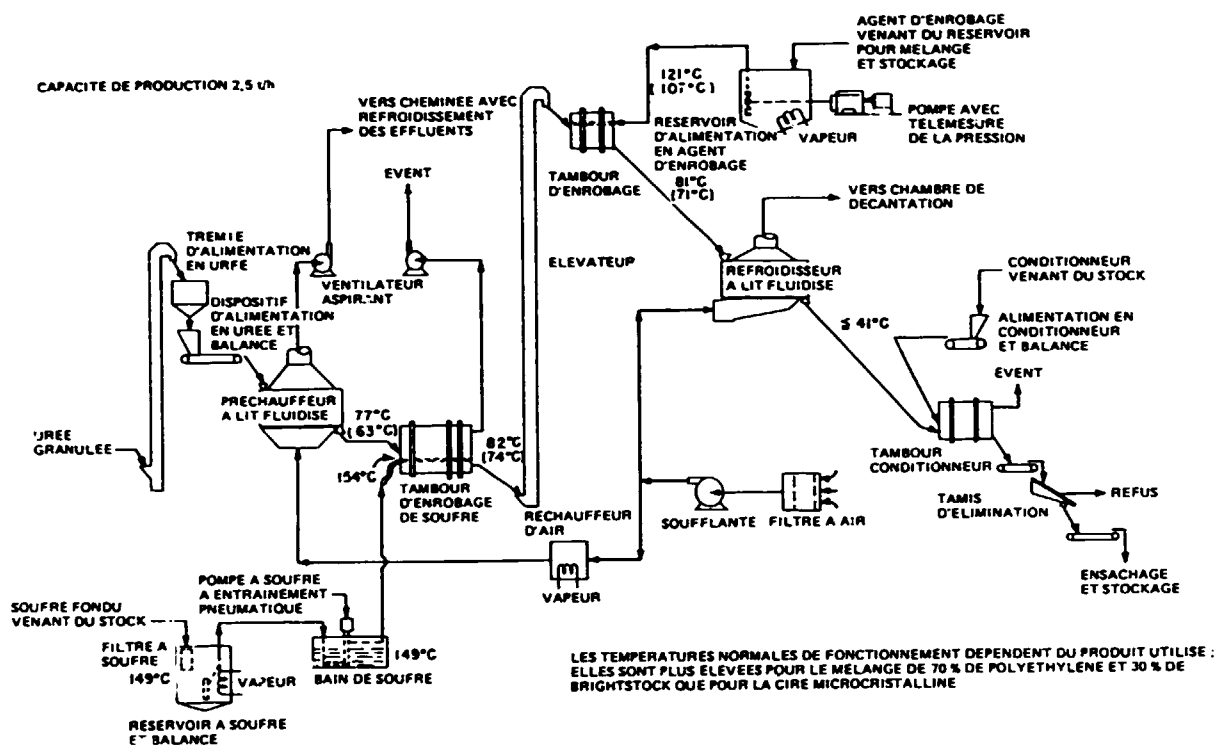 CAPACITE DE PRODUCTION 2,5 t/h
VERS CHEMINEE AVEC
REFROIDISSEMENT
DES EFFLUENTS
EVENT
121°C
(107°C)
AGENT D'ENROBAGE
VENANT DU RESERVOIR
POUR MELANGE
ET STOCKAGE
POMPE AVEC
TELEMESURE
DE LA PRESSION
VAPEUR
RESERVOIR
D'ALIMENTATION
EN AGENT
D'ENROBAGE
TAMBOUR
D'ENROBAGE
81°C
(71°C)
VERS CHAMBRE DE
DECANTATION
TREMIE
D'ALIMENTATION
EN UREE
DISPOSITIF
D'ALIMENTATION
EN UREE ET
BALANCE
VENTILATEUR
ASPIRANT
ELEVATEUR
REFROIDISSEUR
A LIT FLUIDISE
CONDITIONNEUR
VENANT DU STOCK
≦ 41°C
ALIMENTATION EN
CONDITIONNEUR
ET BALANCE
EVENT
PRECHAUFFEUR
A LIT FLUIDISE
77°C
(63°C)
82°C
(74°C)
UREE
GRANULEE
154°C
TAMBOUR
D'ENROBAGE
DE SOUFRE
RECHAUFFEUR
D'AIR
SOUFFLANTE
FILTRE A AIR
TAMBOUR
CONDITIONNEUR
TAMIS
D'ELIMINATION
REFUS
ENSACHAGE
ET STOCKAGE
VAPEUR
POMPE A SOUFRE
A ENTRAINEMENT
PNEUMATIQUE
SOUFRE FONDU
VENANT DU STOCK
FILTRE A
SOUFRE
149°C
VAPEUR
149°C
BAIN DE SOUFRE
RESERVOIR A SOUFRE
ET BALANCE
LES TEMPERATURES NORMALES DE FONCTIONNEMENT DEPENDENT DU PRODUIT UTILISE :
ELLES SONT PLUS ELEVEES POUR LE MELANGE DE 70 % DE POLYETHYLENE ET 30 % DE
BRIGHTSTOCK QUE POUR LA CIRE MICROCRISTALLINE